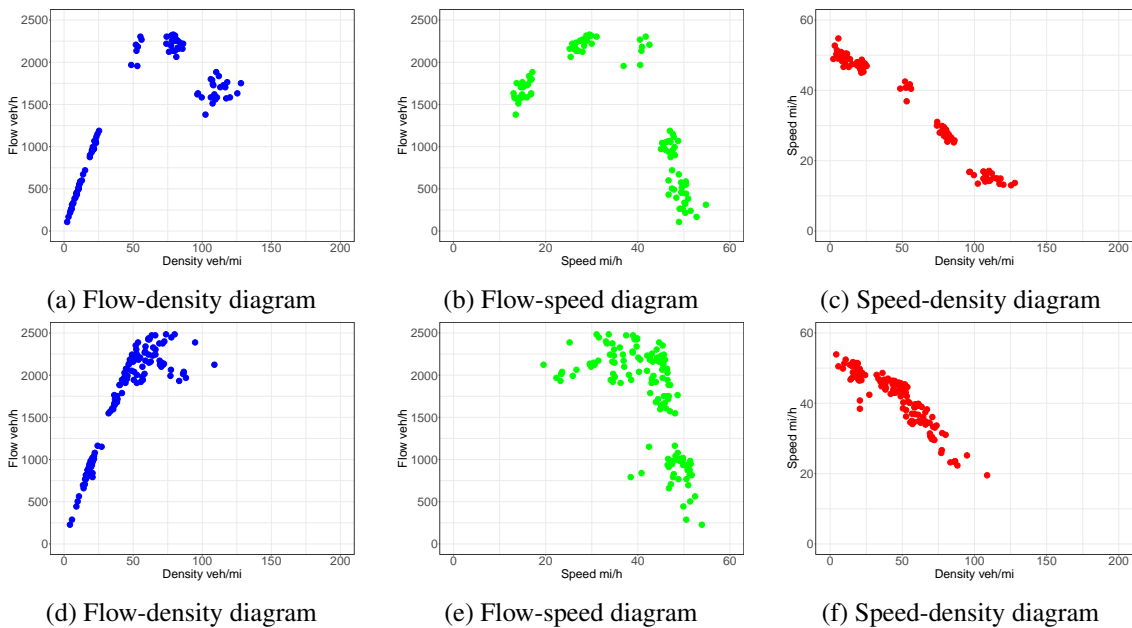 2500
2000
1500
1000
500
0
Flow veh/h
0 50 100 150 200
Density veh/mi
(a) Flow-density diagram
2500
2000
1500
1000
500
0
Flow veh/h
0 20 40 60
Speed mi/h
(b) Flow-speed diagram
60
40
20
0
Speed mi/h
0 50 100 150 200
Density veh/mi
(c) Speed-density diagram
2500
2000
1500
1000
500
0
Flow veh/h
0 50 100 150 200
Density veh/mi
(d) Flow-density diagram
2500
2000
1500
1000
500
0
Flow veh/h
0 20 40 60
Speed mi/h
(e) Flow-speed diagram
60
40
20
0
Speed mi/h
0 50 100 150 200
Density veh/mi
(f) Speed-density diagram